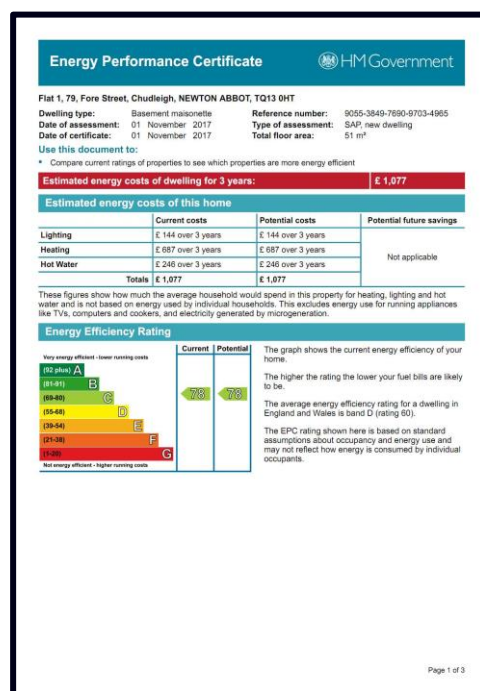 Energy Performance Certificate
HM Government
Flat 1, 79, Fore Street, Chudleigh, NEWTON ABBOT, TQ13 0HT
Dwelling type: Basement maisonette Reference number: 9055-3849-7690-9703-4965
Date of assessment: 01 November 2017 Type of assessment: SAP, new dwelling
Date of certificate: 01 November 2017 Total floor area: 51 m²
Use this document to:
• Compare current ratings of properties to see which properties are more energy efficient
Estimated energy costs of dwelling for 3 years: £ 1,077
Estimated energy costs of this home
Current costs Potential costs Potential future savings
Lighting £ 144 over 3 years £ 144 over 3 years
Heating £ 687 over 3 years £ 687 over 3 years
Not applicable
Hot Water £ 246 over 3 years £ 246 over 3 years
Totals £ 1,077 £ 1,077
These figures show how much the average household would spend in this property for heating, lighting and hot
water and is not based on energy used by individual households. This excludes energy use for running appliances
like TVs, computers and cookers, and electricity generated by microgeneration.
Energy Efficiency Rating
Current Potential
Very energy efficient - lower running costs
(92 plus) A
(81-91) B
(69-80) C
78 78
(55-68) D
(39-54) E
(21-38) F
(1-20) G
Not energy efficient - higher running costs
The graph shows the current energy efficiency of your
home.
The higher the rating the lower your fuel bills are likely
to be.
The average energy efficiency rating for a dwelling in
England and Wales is band D (rating 60).
The EPC rating shown here is based on standard
assumptions about occupancy and energy use and
may not reflect how energy is consumed by individual
occupants.
Page 1 of 3